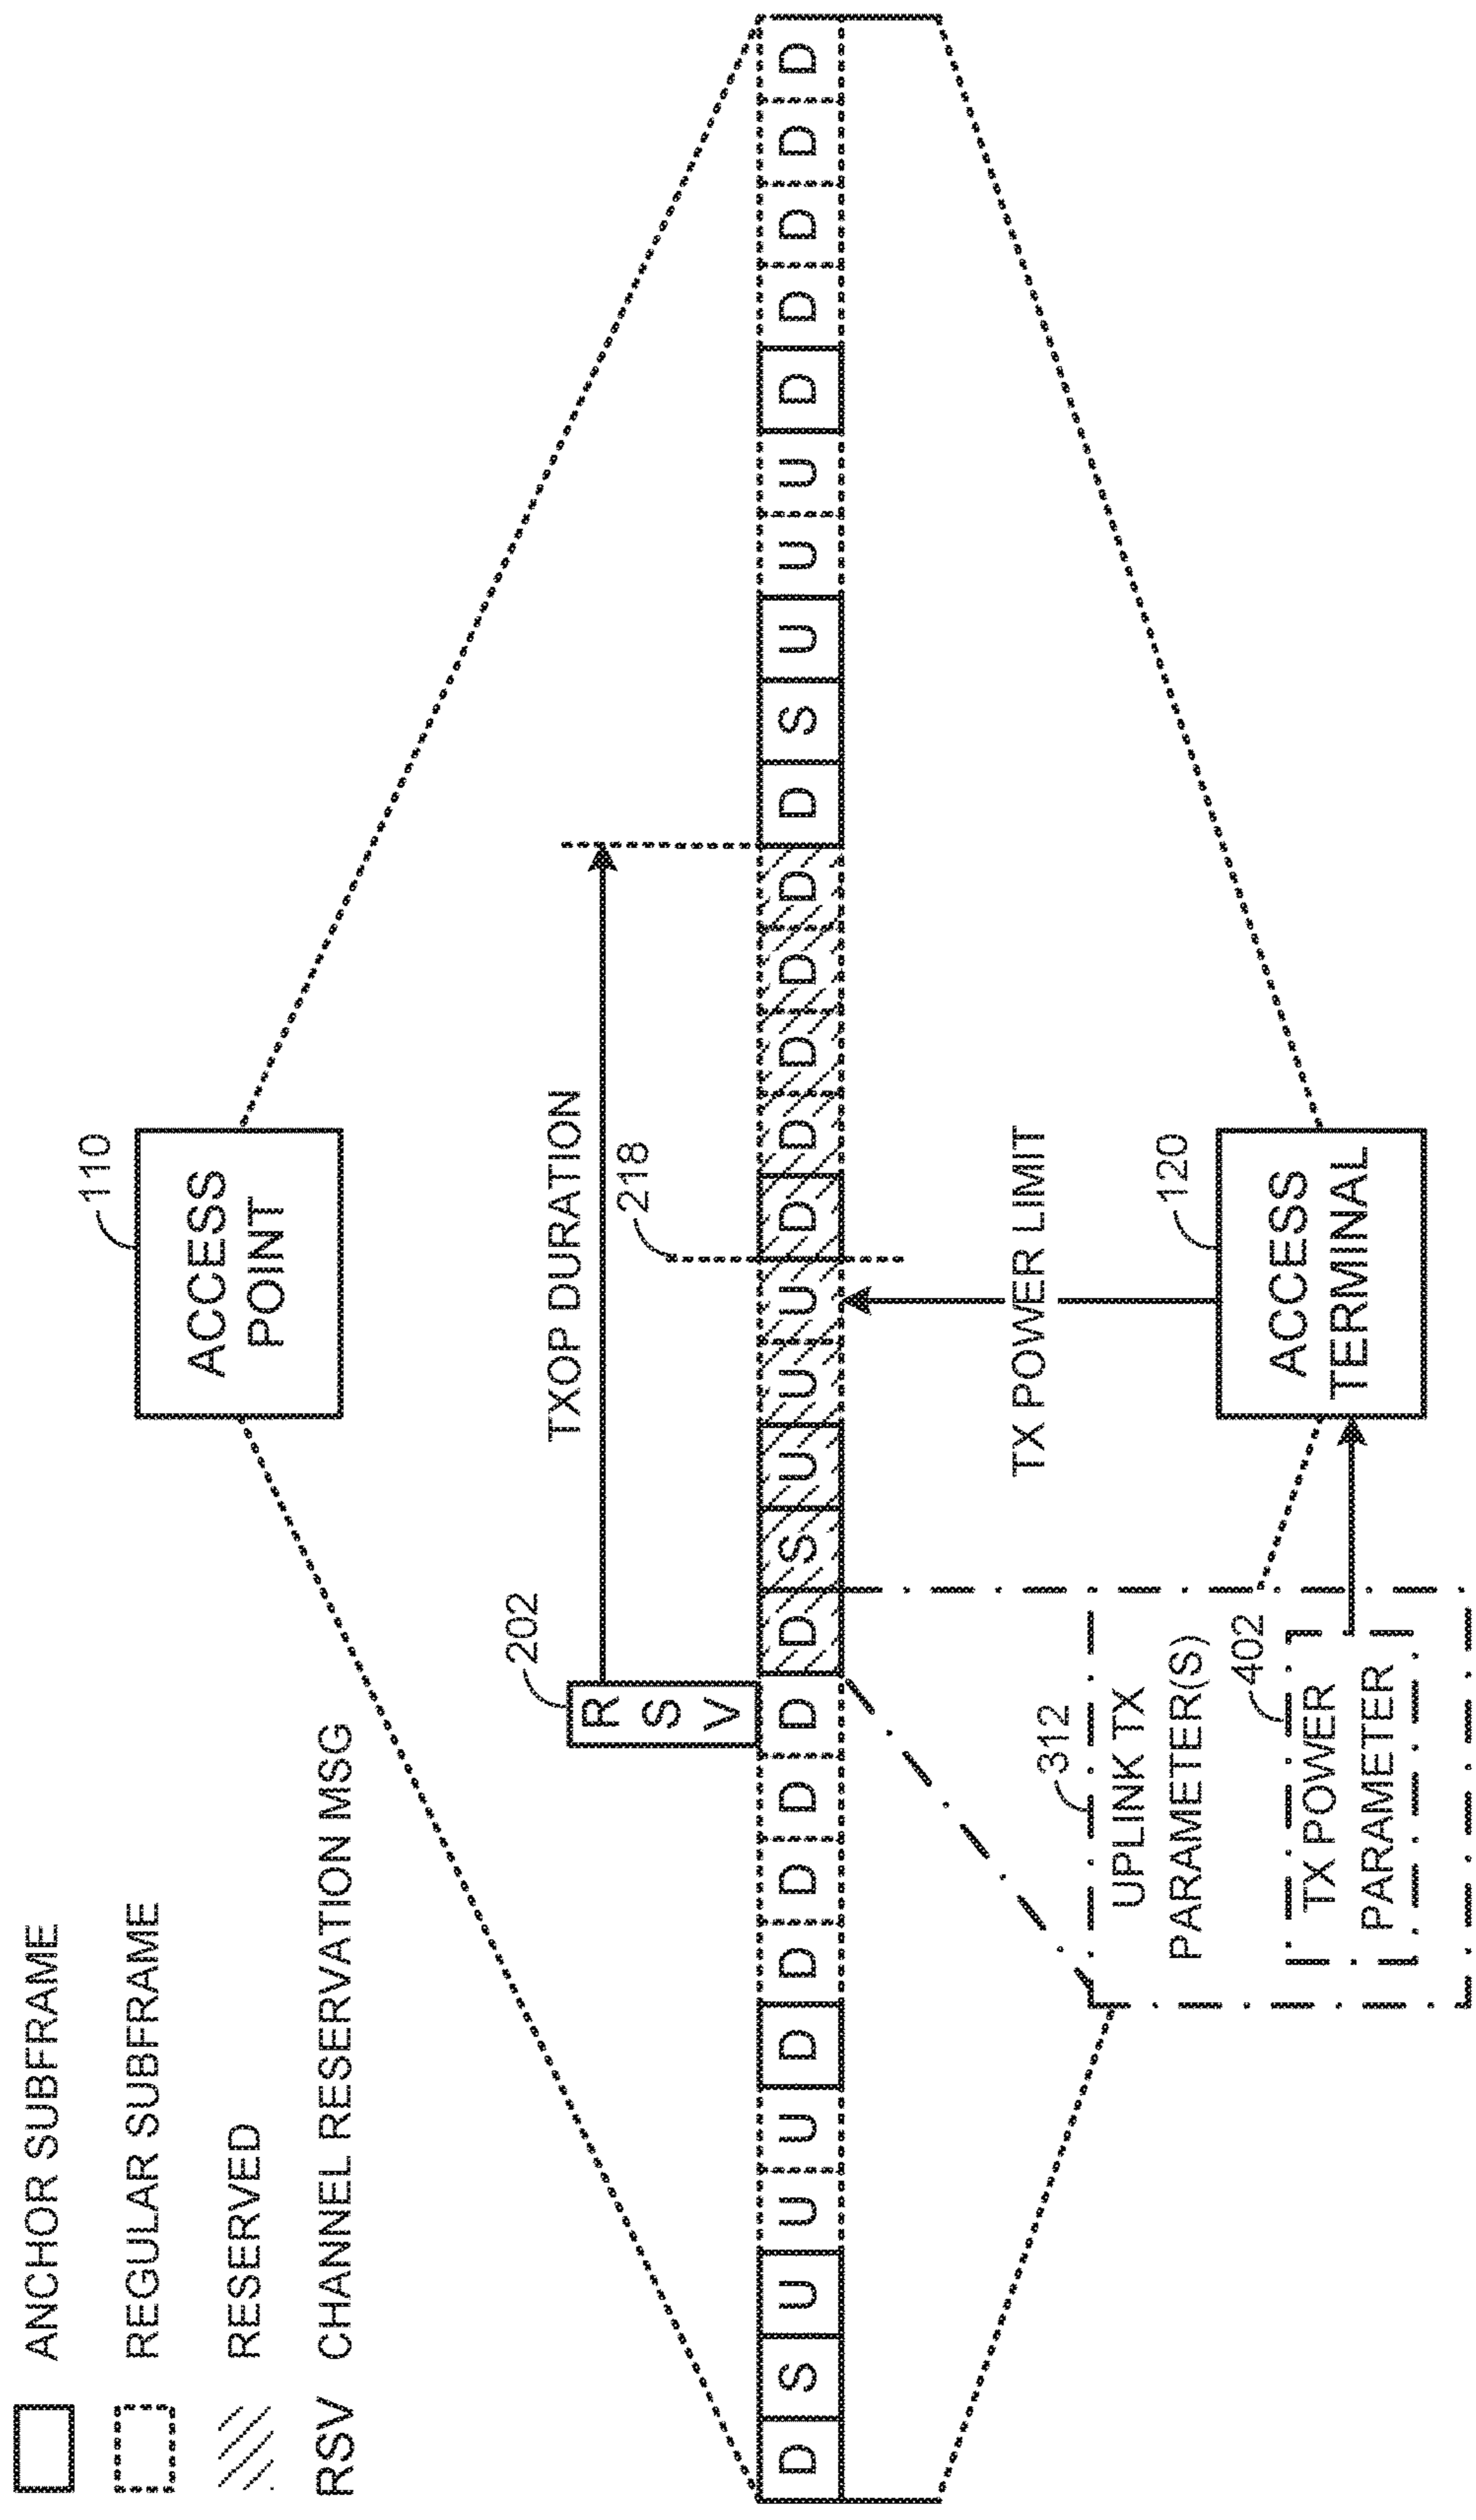 ANCHOR SUBFRAME
REGULAR SUBFRAME
RESERVED
RSV CHANNEL RESERVATION MSG
110
ACCESS
POINT
202
R
S
V
TXOP DURATION
218
D S U U U D D D D D D S U U U D D D D D D S U U U D D D D D
TX POWER LIMIT
312
UPLINK TX
PARAMETER(S)
402
TX POWER
PARAMETER
120
ACCESS
TERMINAL